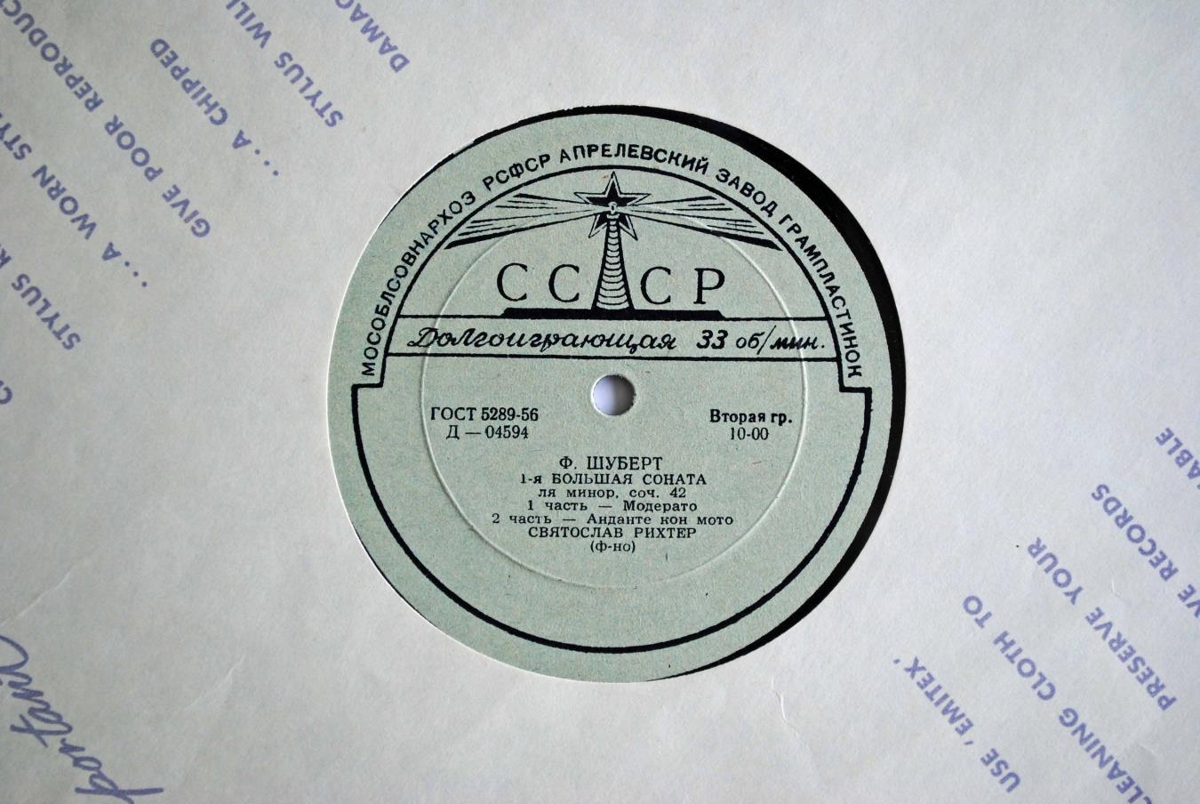 МОСОБЛСОВНАРХОЗ РСФСР АПРЕЛЕВСКИЙ ЗАВОД ГРАМПЛАСТИНОК
СССР
Долгоиграющая 33 об/мин.
ГОСТ 5289-56
Д — 04594
Вторая гр.
10-00
Ф. ШУБЕРТ
1-я БОЛЬШАЯ СОНАТА
ля минор, соч. 42
1 часть — Модерато
2 часть — Анданте кон мото
СВЯТОСЛАВ РИХТЕР
(ф-но)
DAMAG
STYLUS WILL
...A CHIPPED
GIVE POOR REPRODUC
...A WORN STY
STYLUS
USE 'EMITEX'
CLEANING CLOTH TO
PRESERVE YOUR
VE RECORDS
ABLE